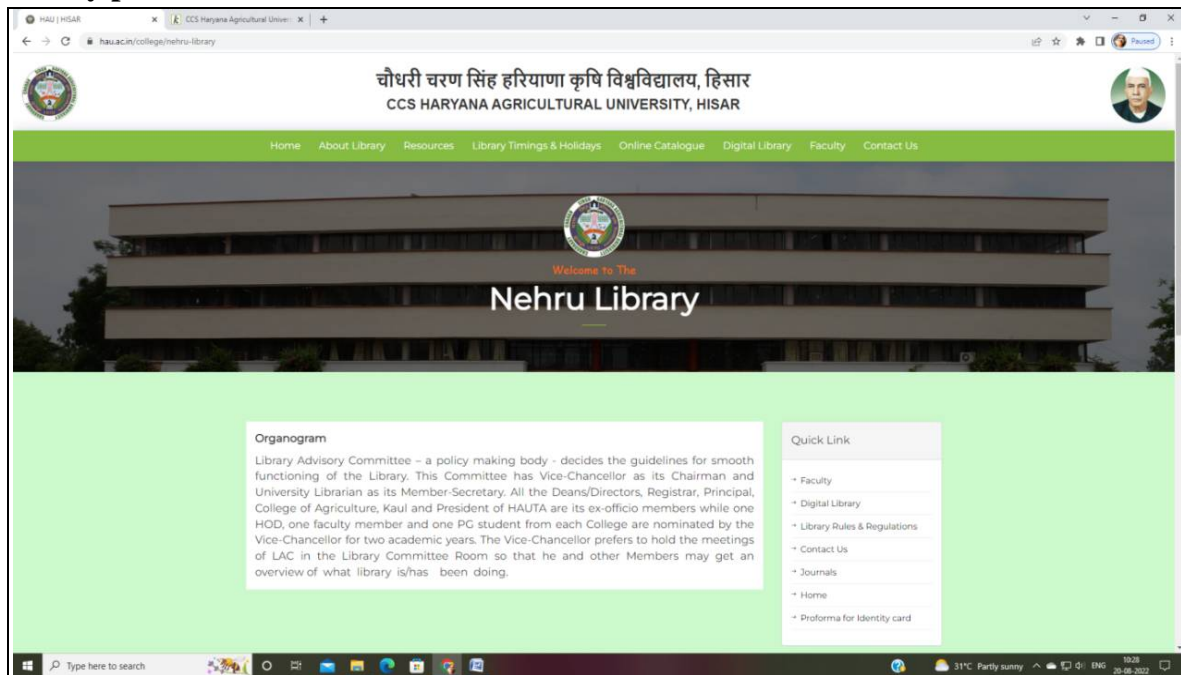 HAU | HISAR
CCS Haryana Agricultural Univer
hau.ac.in/college/nehru-library
Paused
चौधरी चरण सिंह हरियाणा कृषि विश्वविद्यालय, हिसार
CCS HARYANA AGRICULTURAL UNIVERSITY, HISAR
Home About Library Resources Library Timings & Holidays Online Catalogue Digital Library Faculty Contact Us
Welcome to The
Nehru Library
Organogram
Library Advisory Committee – a policy making body - decides the guidelines for smooth
functioning of the Library. This Committee has Vice-Chancellor as its Chairman and
University Librarian as its Member-Secretary. All the Deans/Directors, Registrar, Principal,
College of Agriculture, Kaul and President of HAUTA are its ex-officio members while one
HOD, one faculty member and one PG student from each College are nominated by the
Vice-Chancellor for two academic years. The Vice-Chancellor prefers to hold the meetings
of LAC in the Library Committee Room so that he and other Members may get an
overview of what library is/has been doing.
Quick Link
Faculty
Digital Library
Library Rules & Regulations
Contact Us
Journals
Home
Proforma for Identity card
Type here to search
31°C Partly sunny
ENG
10:28
20-08-2022